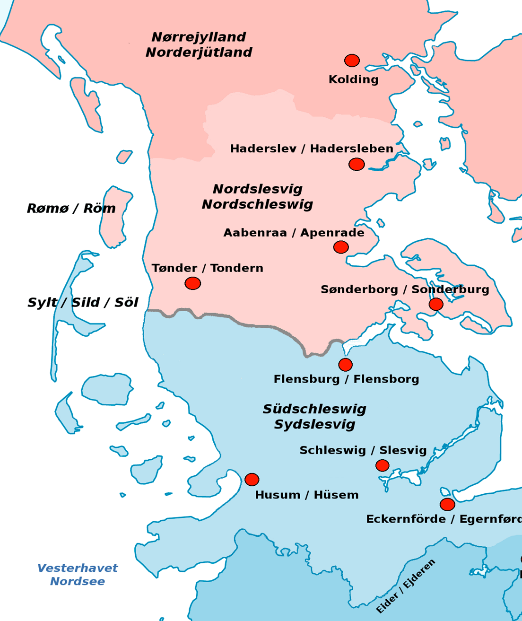 Nørrejylland
Norderjütland
Kolding
Haderslev / Hadersleben
Nordslesvig
Nordschleswig
Rømø / Röm
Aabenraa / Apenrade
Tønder / Tondern
Sønderborg / Sonderburg
Sylt / Sild / Söl
Flensburg / Flensborg
Südschleswig
Sydslesvig
Schleswig / Slesvig
Husum / Hüsem
Eckernförde / Egernførd
Vesterhavet
Nordsee
Eider / Ejderen